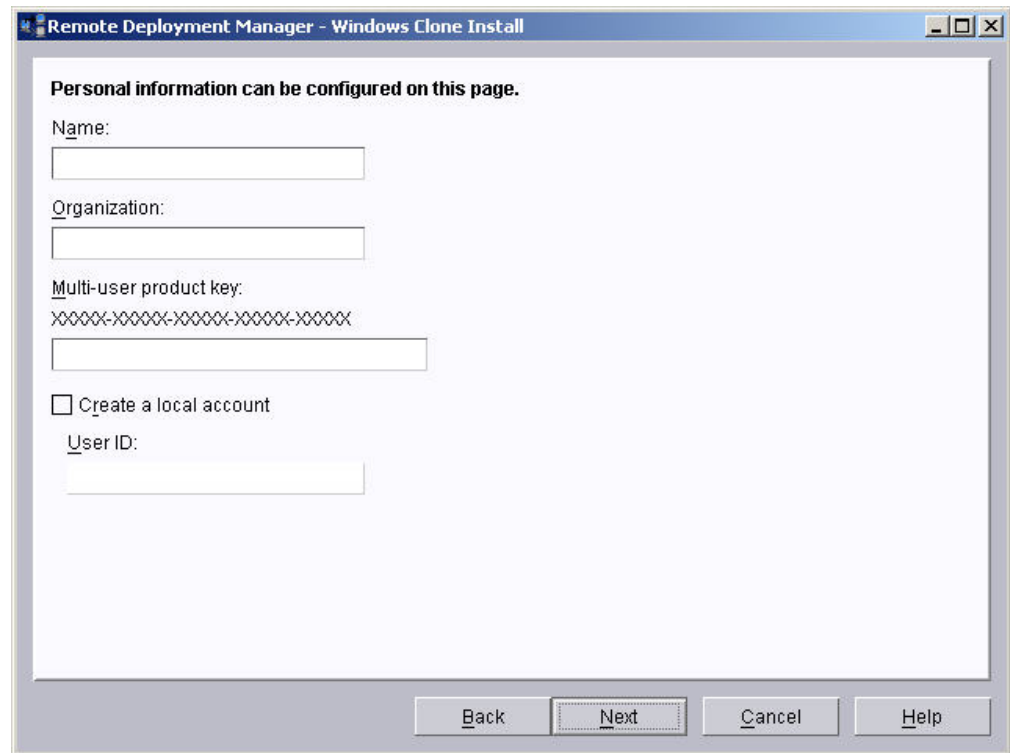 Remote Deployment Manager - Windows Clone Install
Personal information can be configured on this page.
Name:
Organization:
Multi-user product key:
XXXXX-XXXXX-XXXXX-XXXXX-XXXXX
Create a local account
User ID:
Back Next Cancel Help